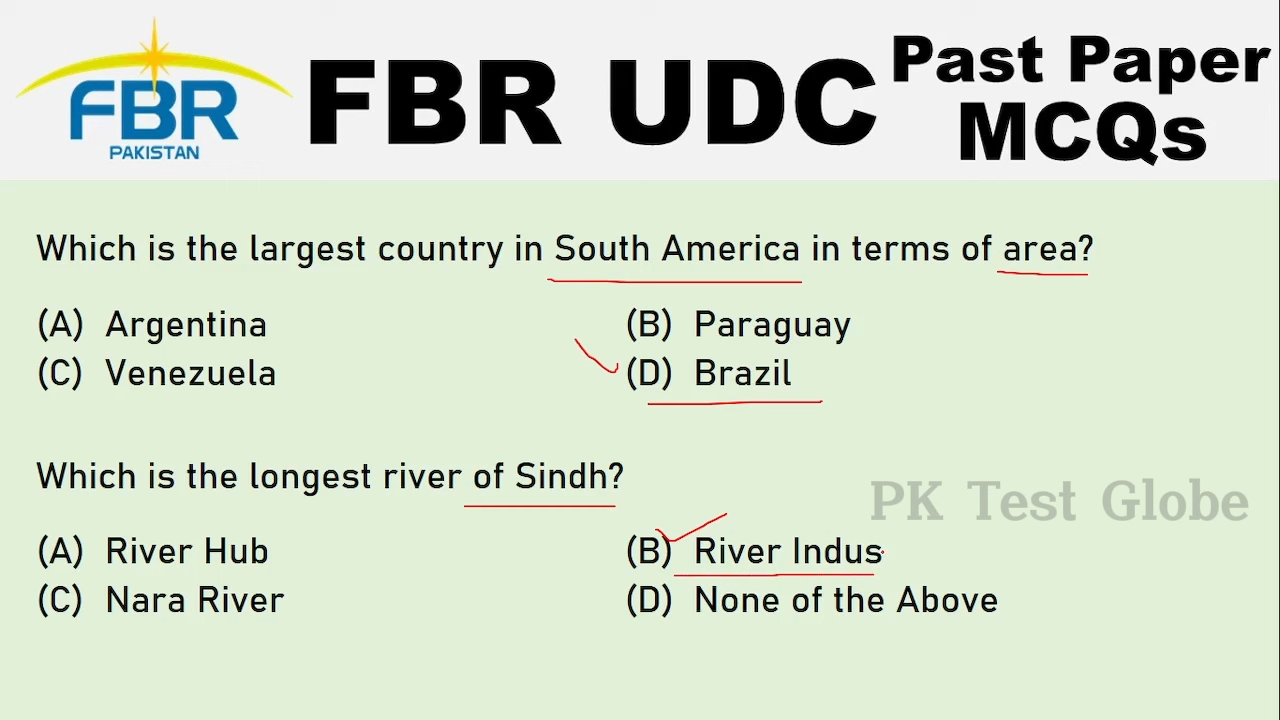 FBR
PAKISTAN
FBR UDC
Past Paper
MCQs
Which is the largest country in South America in terms of area?
(A) Argentina
(B) Paraguay
(C) Venezuela
(D) Brazil
Which is the longest river of Sindh?
PK Test Globe
(A) River Hub
(B) River Indus
(C) Nara River
(D) None of the Above